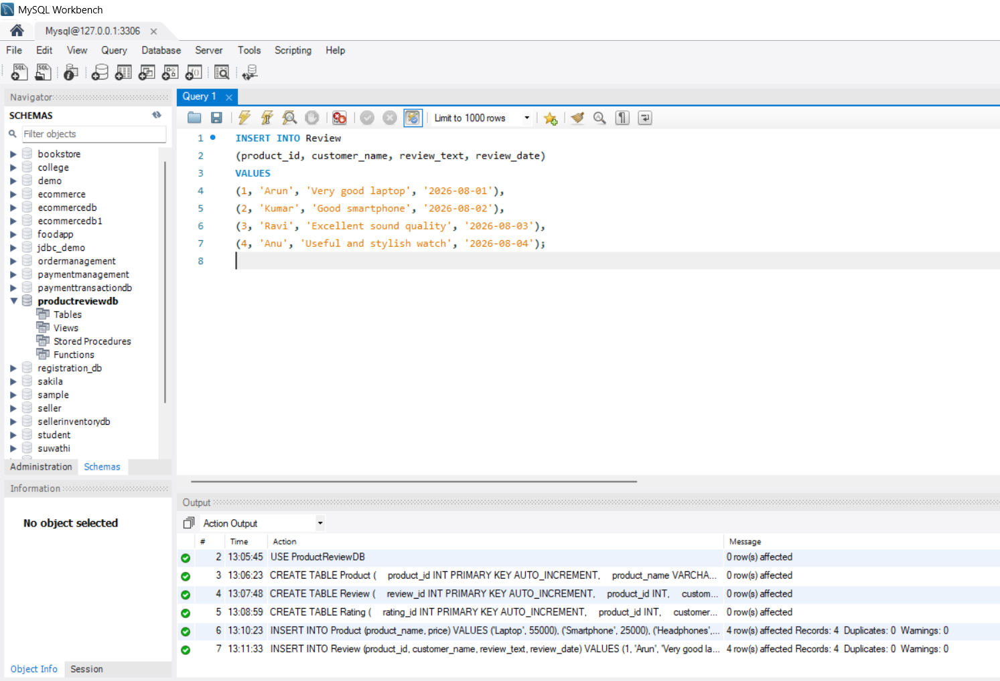 MySQL Workbench
Mysql@127.0.0.1:3306
File Edit View Query Database Server Tools Scripting Help
Navigator
SCHEMAS
Filter objects
bookstore
college
demo
ecommerce
ecommercedb
ecommercedb1
foodapp
jdbc_demo
ordermanagement
paymentmanagement
paymenttransactiondb
productreviewdb
Tables
Views
Stored Procedures
Functions
registration_db
sakila
sample
seller
sellerinventorydb
student
suwathi
Administration Schemas
Information
No object selected
Object Info Session
Query 1
Limit to 1000 rows
1 INSERT INTO Review
2 (product_id, customer_name, review_text, review_date)
3 VALUES
4 (1, 'Arun', 'Very good laptop', '2026-08-01'),
5 (2, 'Kumar', 'Good smartphone', '2026-08-02'),
6 (3, 'Ravi', 'Excellent sound quality', '2026-08-03'),
7 (4, 'Anu', 'Useful and stylish watch', '2026-08-04');
8
Output
Action Output
# Time Action Message
2 13:05:45 USE ProductReviewDB 0 row(s) affected
3 13:06:23 CREATE TABLE Product ( product_id INT PRIMARY KEY AUTO_INCREMENT, product_name VARCHA... 0 row(s) affected
4 13:07:48 CREATE TABLE Review ( review_id INT PRIMARY KEY AUTO_INCREMENT, product_id INT, custom... 0 row(s) affected
5 13:08:59 CREATE TABLE Rating ( rating_id INT PRIMARY KEY AUTO_INCREMENT, product_id INT, customer... 0 row(s) affected
6 13:10:23 INSERT INTO Product (product_name, price) VALUES ('Laptop', 55000), ('Smartphone', 25000), ('Headphones',... 4 row(s) affected Records: 4 Duplicates: 0 Warnings: 0
7 13:11:33 INSERT INTO Review (product_id, customer_name, review_text, review_date) VALUES (1, 'Arun', 'Very good la... 4 row(s) affected Records: 4 Duplicates: 0 Warnings: 0